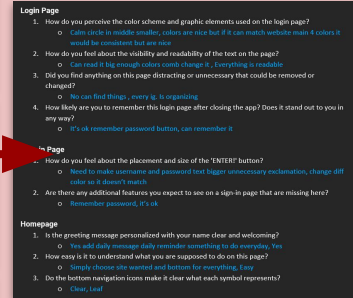 Login Page
1. How do you perceive the color scheme and graphic elements used on the login page?
o Calm circle in middle smaller, colors are nice but if it can match website main 4 colors it
would be consistent but are nice
2. How do you feel about the visibility and readability of the text on the page?
o Can read it big enough colors comb change it , Everything is readable
3. Did you find anything on this page distracting or unnecessary that could be removed or
changed?
o No can find things , every ig. Is organizing
4. How likely are you to remember this login page after closing the app? Does it stand out to you in
any way?
o It's ok remember password button, can remember it
in Page
1. How do you feel about the placement and size of the 'ENTER!' button?
o Need to make username and password text bigger unnecessary exclamation, change diff
color so it doesn't match
2. Are there any additional features you expect to see on a sign-in page that are missing here?
o Remember password, It's ok
Homepage
1. Is the greeting message personalized with your name clear and welcoming?
o Yes add daily message daily reminder something to do everyday, Yes
2. How easy is it to understand what you are supposed to do on this page?
o Simply choose site wanted and bottom for everything, Easy
3. Do the bottom navigation icons make it clear what each symbol represents?
o Clear, Leaf